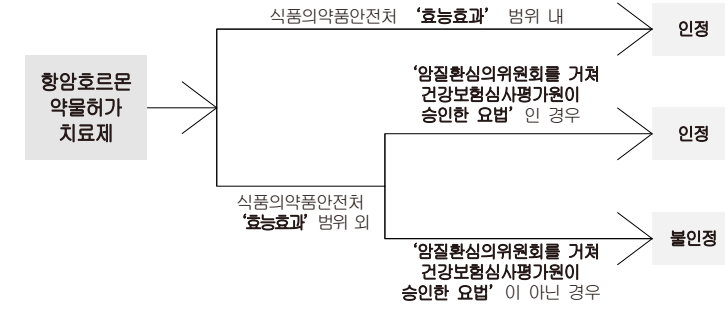 식품의약품안전처 ‘효능효과’ 범위 내
인정
항암호르몬
약물허가
치료제
‘암질환심의위원회를 거쳐
건강보험심사평가원이
승인한 요법’ 인 경우
인정
식품의약품안전처
‘효능효과’ 범위 외
불인정
‘암질환심의위원회를 거쳐
건강보험심사평가원이
승인한 요법’ 이 아닌 경우